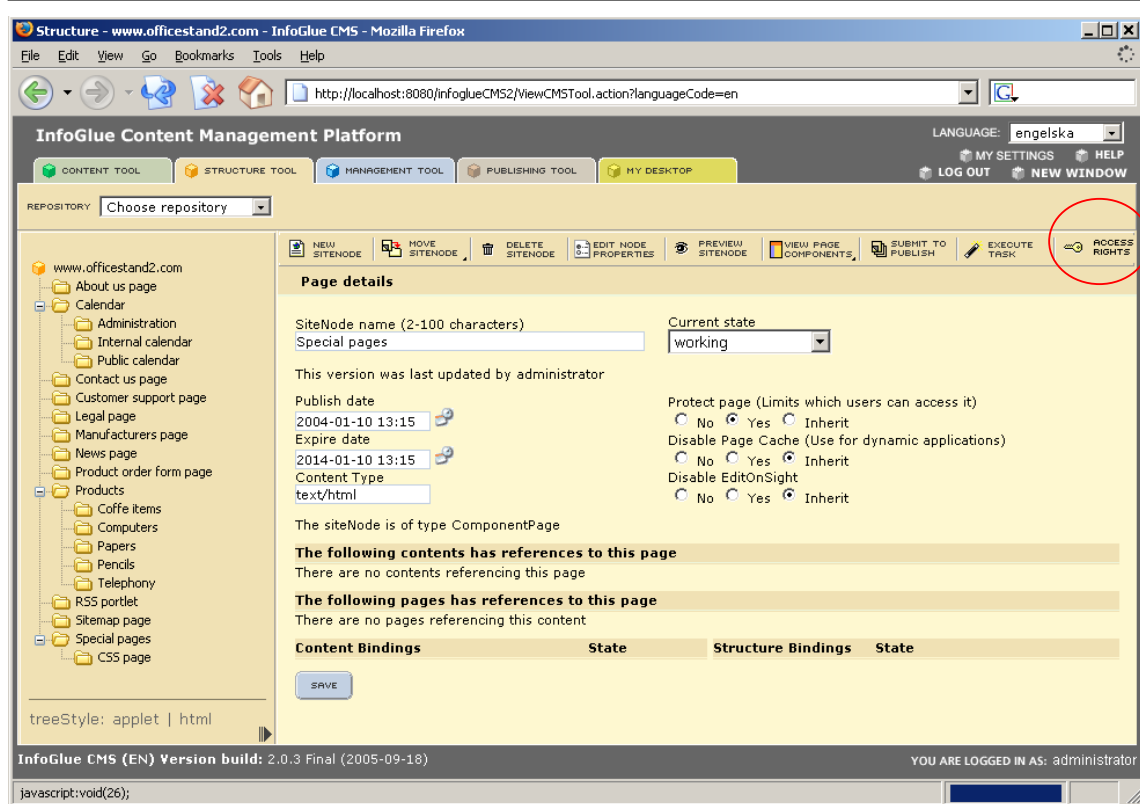 Structure - www.officestand2.com - InfoGlue CMS - Mozilla Firefox
File Edit View Go Bookmarks Tools Help
http://localhost:8080/infoglueCMS2/ViewCMSTool.action?languageCode=en
G
InfoGlue Content Management Platform
LANGUAGE: engelska
MY SETTINGS HELP
LOG OUT NEW WINDOW
CONTENT TOOL STRUCTURE TOOL MANAGEMENT TOOL PUBLISHING TOOL MY DESKTOP
REPOSITORY Choose repository
NEW SITENODE
MOVE SITENODE
DELETE SITENODE
EDIT NODE PROPERTIES
PREVIEW SITENODE
VIEW PAGE COMPONENTS
SUBMIT TO PUBLISH
EXECUTE TASK
ACCESS RIGHTS
www.officestand2.com
About us page
Calendar
Administration
Internal calendar
Public calendar
Contact us page
Customer support page
Legal page
Manufacturers page
News page
Product order form page
Products
Coffe items
Computers
Papers
Pencils
Telephony
RSS portlet
Sitemap page
Special pages
CSS page
treeStyle: applet | html
Page details
SiteNode name (2-100 characters)
Special pages
Current state
working
This version was last updated by administrator
Publish date
2004-01-10 13:15
Expire date
2014-01-10 13:15
Content Type
text/html
Protect page (Limits which users can access it)
No Yes Inherit
Disable Page Cache (Use for dynamic applications)
No Yes Inherit
Disable EditOnSight
No Yes Inherit
The siteNode is of type ComponentPage
The following contents has references to this page
There are no contents referencing this page
The following pages has references to this page
There are no pages referencing this content
Content Bindings State Structure Bindings State
SAVE
InfoGlue CMS (EN) Version build: 2.0.3 Final (2005-09-18)
YOU ARE LOGGED IN AS: administrator
javascript:void(26);